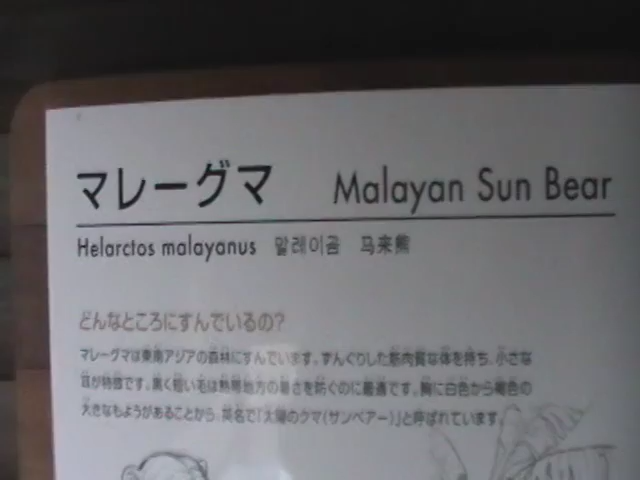 マレーグマ Malayan Sun Bear
Helarctos malayanus 말레이곰 马来熊
どんなところにすんでいるの?
マレーグマは東南アジアの森林にすんでいます。ずんぐりした筋肉質な体を持ち、小さな
耳が特徴です。黒く短い毛は熱帯地方の暑さを防ぐのに最適です。胸に白色から橙色の
大きなもようがあることから、英名で「太陽のクマ(サンベアー)」と呼ばれています。